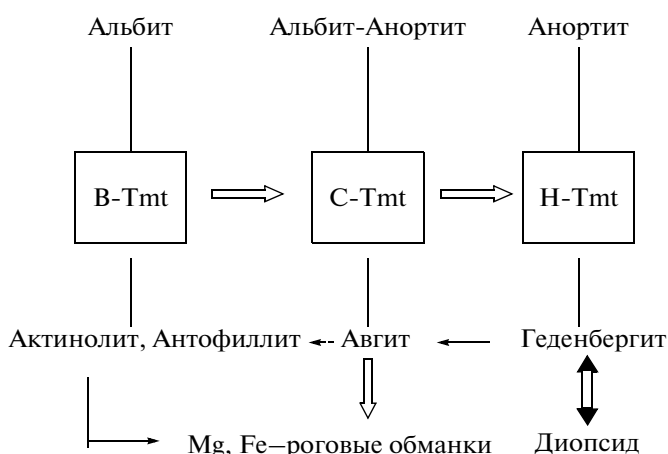 Альбит Альбит-Анортит Анортит
B-Tmt C-Tmt H-Tmt
Актинолит, Антофиллит Авгит Геденбергит
Mg, Fe–роговые обманки Диопсид